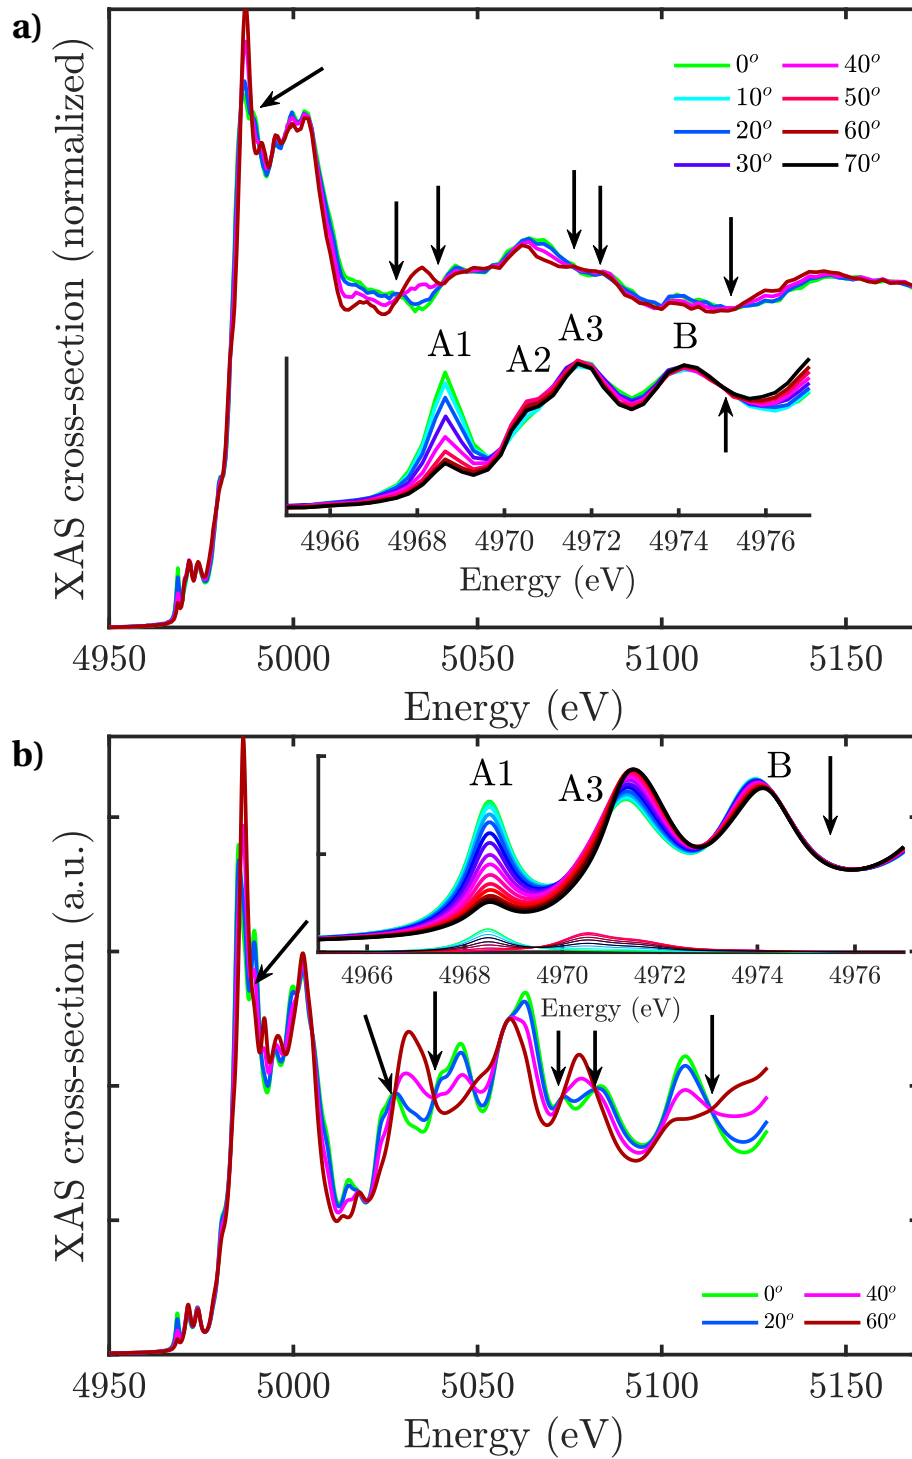 a)
XAS cross-section (normalized)
0° 40°
10° 50°
20° 60°
30° 70°
A1 A2 A3 B
4966 4968 4970 4972 4974 4976
Energy (eV)
4950 5000 5050 5100 5150
Energy (eV)
b)
XAS cross-section (a.u.)
A1 A3 B
4966 4968 4970 4972 4974 4976
Energy (eV)
0° 40°
20° 60°
4950 5000 5050 5100 5150
Energy (eV)